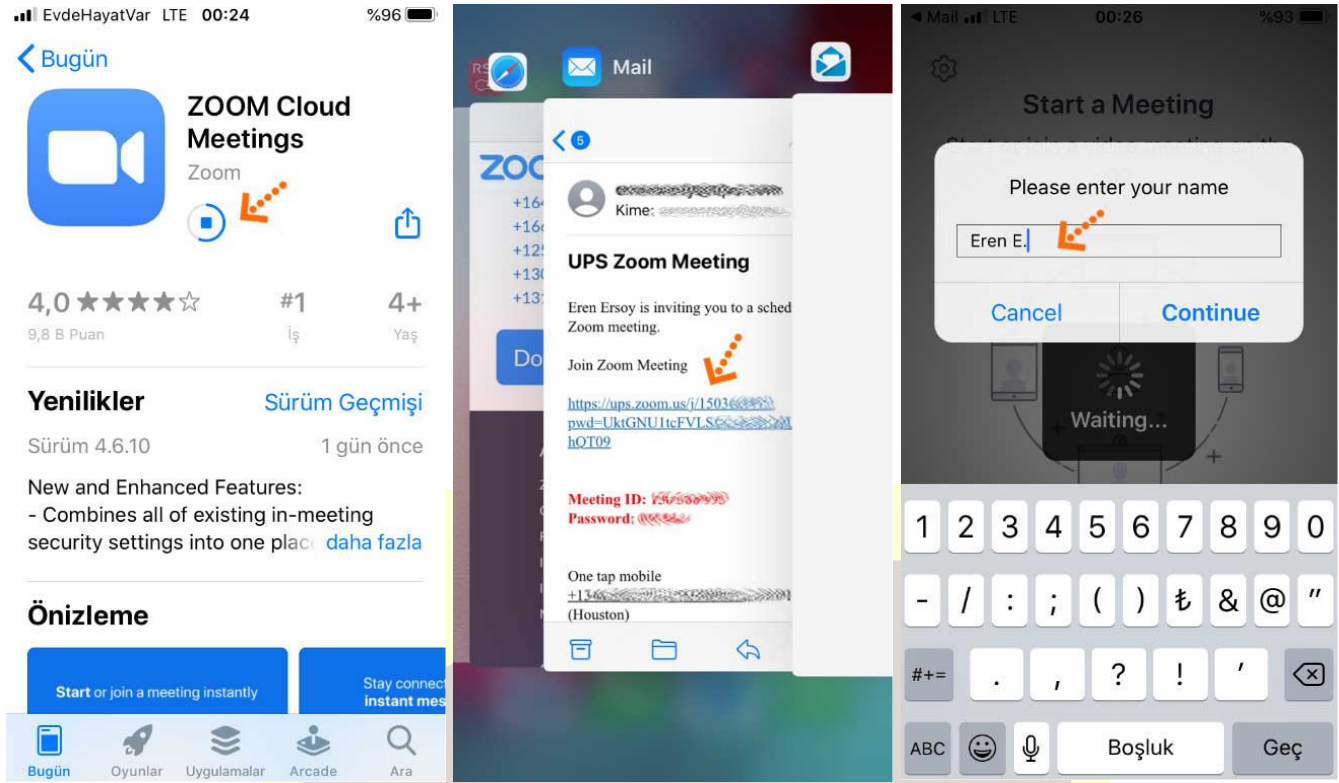 EvdeHayatVar LTE 00:24 %96
Bugün
ZOOM Cloud
Meetings
Zoom
4,0 #1 4+
9,8 B Puan İş Yaş
Yenilikler Sürüm Geçmişi
Sürüm 4.6.10 1 gün önce
New and Enhanced Features:
- Combines all of existing in-meeting
security settings into one plac daha fazla
Önizleme
Start or join a meeting instantly
Stay connec
instant mes
Bugün Oyunlar Uygulamalar Arcade Ara
Mail
ZOO
+16
+16
+12
+13
+13
Do
5
Kime:
UPS Zoom Meeting
Eren Ersoy is inviting you to a sched
Zoom meeting.
Join Zoom Meeting
https://ups.zoom.us/j/1503
pwd=UktGNU1tcFVLS
hQT09
Meeting ID:
Password:
One tap mobile
+134
(Houston)
Mail LTE 00:26 %93
Start a Meeting
Please enter your name
Eren E.
Cancel Continue
Waiting...
1 2 3 4 5 6 7 8 9 0
- / : ; ( ) ₺ & @ "
#+= . , ? ! '
ABC Boşluk Geç